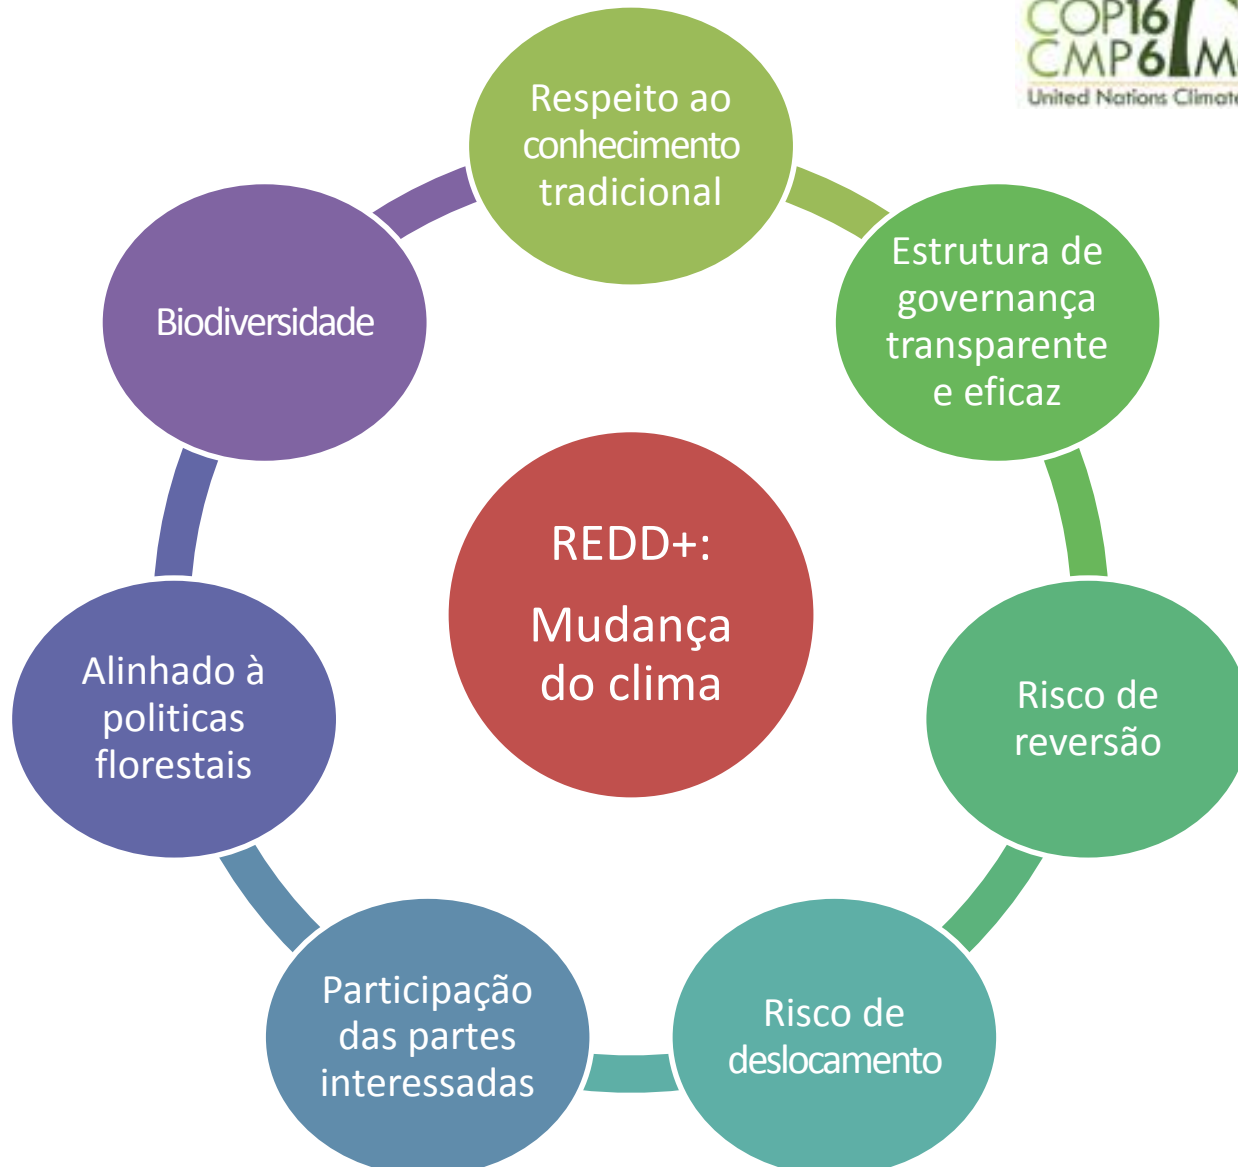 COP16
CMP6
United Nations Climate
Respeito ao
conhecimento
tradicional
Estrutura de
governança
transparente
e eficaz
Biodiversidade
REDD+:
Mudança
do clima
Alinhado à
politicas
florestais
Risco de
reversão
Participação
das partes
interessadas
Risco de
deslocamento